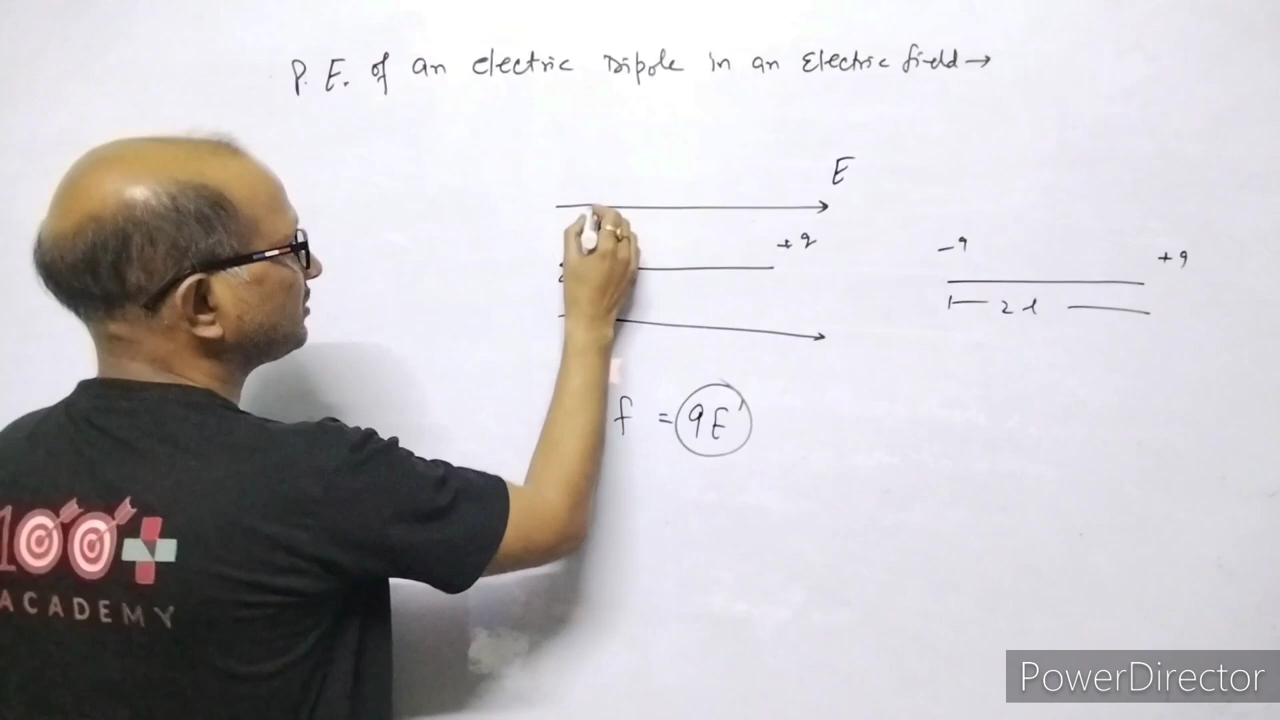 P. E. of an electric Dipole in an Electric field →
E
+q
-q
+q
2l
f = qE
100+
ACADEMY
PowerDirector